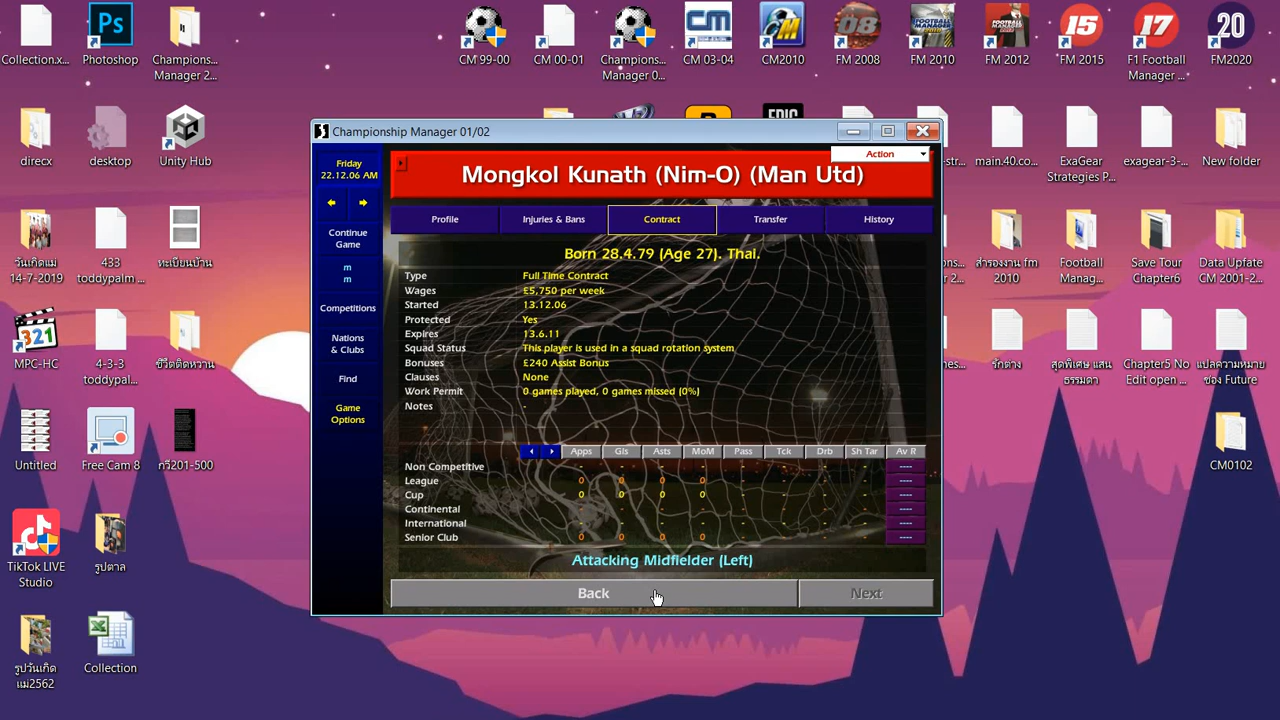 Collection.x...
Photoshop
Champions...
Manager 2...
CM 99-00
CM 00-01
Champions...
Manager 0...
CM 03-04
CM2010
FM 2008
FM 2010
FM 2012
FM 2015
F1 Football
Manager ...
FM2020
direcx
desktop
Unity Hub
main.40.co...
ExaGear
Strategies P...
exagear-3-...
New folder
วันเกิดแม่
14-7-2019
433
toddypalm ...
ทะเบียนบ้าน
สำรองงาน fm
2010
Football
Manag...
Save Tour
Chapter6
Data Upfate
CM 2001-2...
MPC-HC
4-3-3
toddypal...
ชีวิตติดหวาน
รักต่าง
สุดพิเศษ แสน
ธรรมดา
Chapter5 No
Edit open ...
แปลความหมาย
ของ Future
Untitled
Free Cam 8
กวี201-500
CM0102
TikTok LIVE
Studio
รูปตาล
รูปวันเกิด
แม่2562
Collection
Championship Manager 01/02
Friday
22.12.06 AM
Continue
Game
m
m
Competitions
Nations
& Clubs
Find
Game
Options
Action
Mongkol Kunath (Nim-O) (Man Utd)
Profile
Injuries & Bans
Contract
Transfer
History
Born 28.4.79 (Age 27). Thai.
Type Full Time Contract
Wages £5,750 per week
Started 13.12.06
Protected Yes
Expires 13.6.11
Squad Status This player is used in a squad rotation system
Bonuses £240 Assist Bonus
Clauses None
Work Permit 0 games played, 0 games missed (0%)
Notes -
Apps Gls Asts MoM Pass Tck Drb Sh Tar Av R
Non Competitive - - - - - - - - ----
League 0 0 0 0 - - - - ----
Cup 0 0 0 0 - - - - ----
Continental - - - - - - - - ----
International - - - - - - - - ----
Senior Club 0 0 0 0 - - - - ----
Attacking Midfielder (Left)
Back
Next